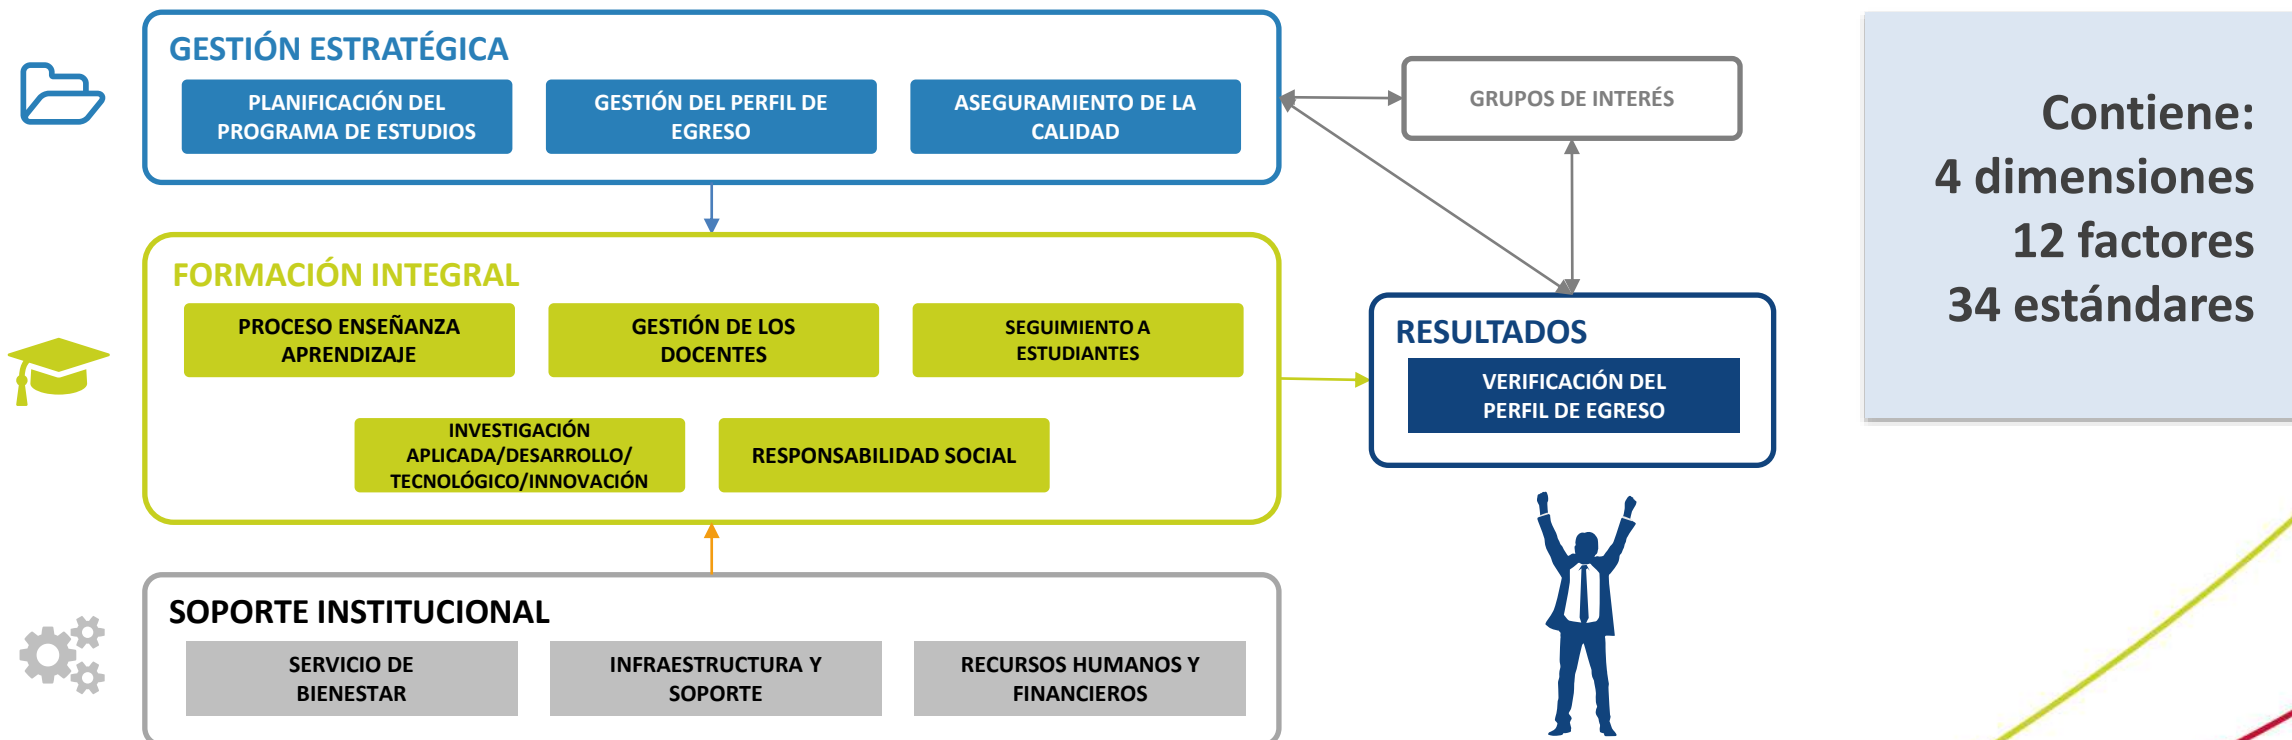 GESTIÓN ESTRATÉGICA
PLANIFICACIÓN DEL
PROGRAMA DE ESTUDIOS
GESTIÓN DEL PERFIL DE
EGRESO
ASEGURAMIENTO DE LA
CALIDAD
GRUPOS DE INTERÉS
FORMACIÓN INTEGRAL
PROCESO ENSEÑANZA
APRENDIZAJE
GESTIÓN DE LOS
DOCENTES
SEGUIMIENTO A
ESTUDIANTES
INVESTIGACIÓN
APLICADA/DESARROLLO/
TECNOLÓGICO/INNOVACIÓN
RESPONSABILIDAD SOCIAL
RESULTADOS
VERIFICACIÓN DEL
PERFIL DE EGRESO
SOPORTE INSTITUCIONAL
SERVICIO DE
BIENESTAR
INFRAESTRUCTURA Y
SOPORTE
RECURSOS HUMANOS Y
FINANCIEROS
Contiene:
4 dimensiones
12 factores
34 estándares